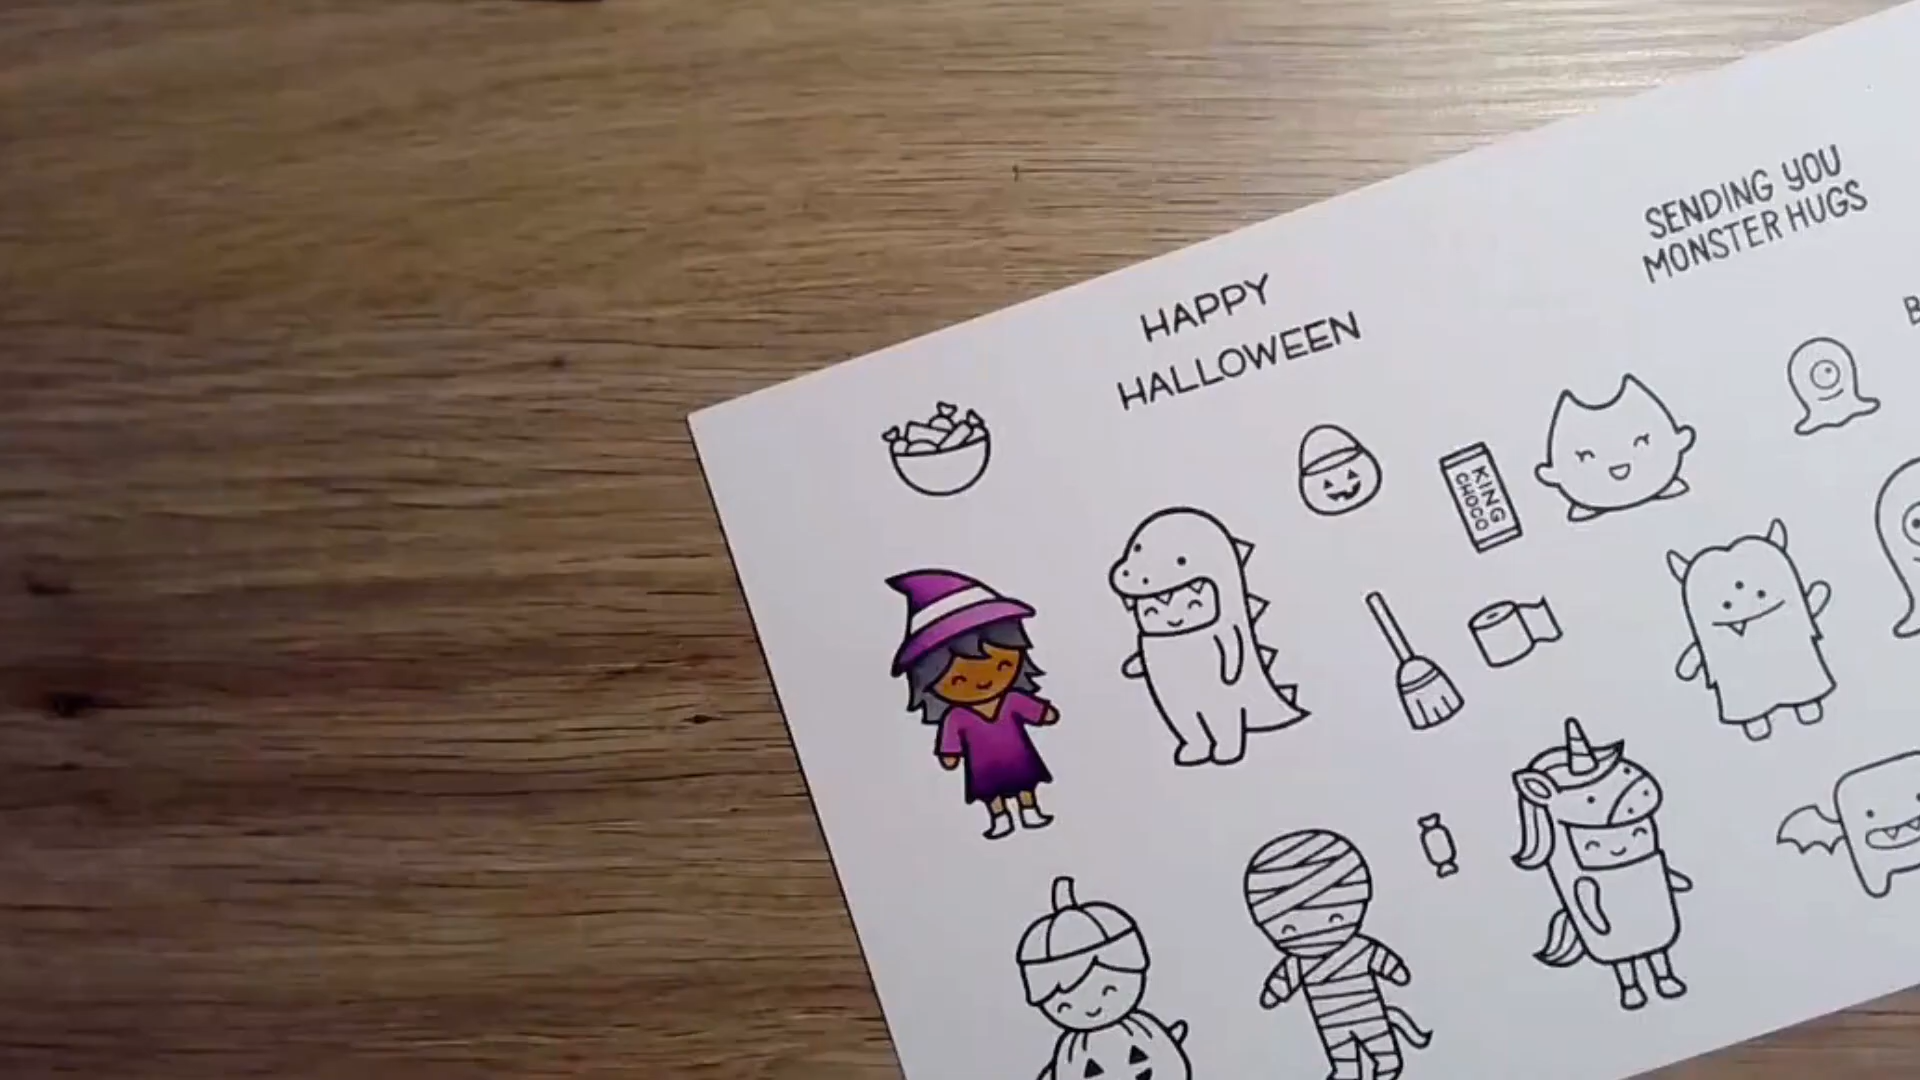 HAPPY
HALLOWEEN
SENDING YOU
MONSTER HUGS
KING
CHOCO
B